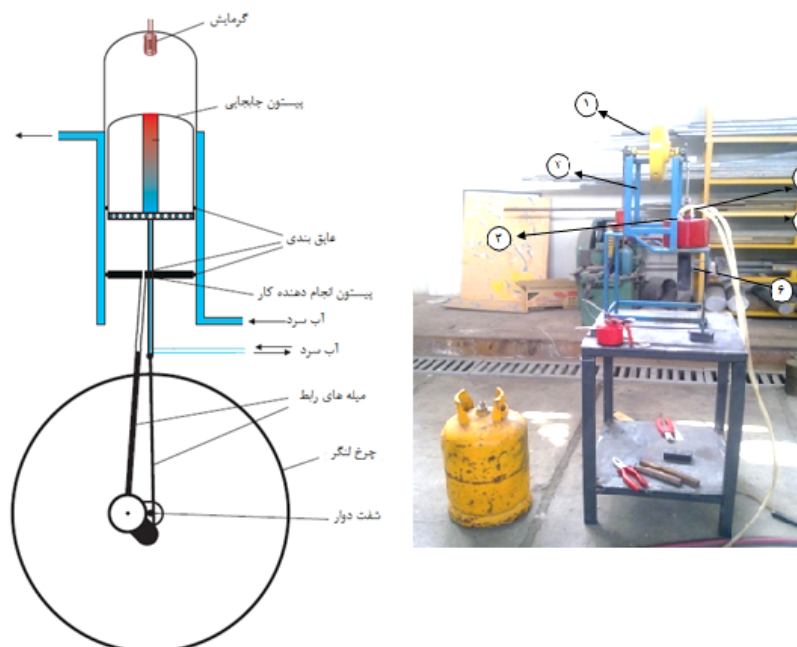 گرمایش
پیستون جابجایی
عایق بندی
پیستون انجام دهنده کار
آب سرد
آب سرد
میله های رابط
چرخ لنگر
شفت دوار
۱
۷
۳
۶